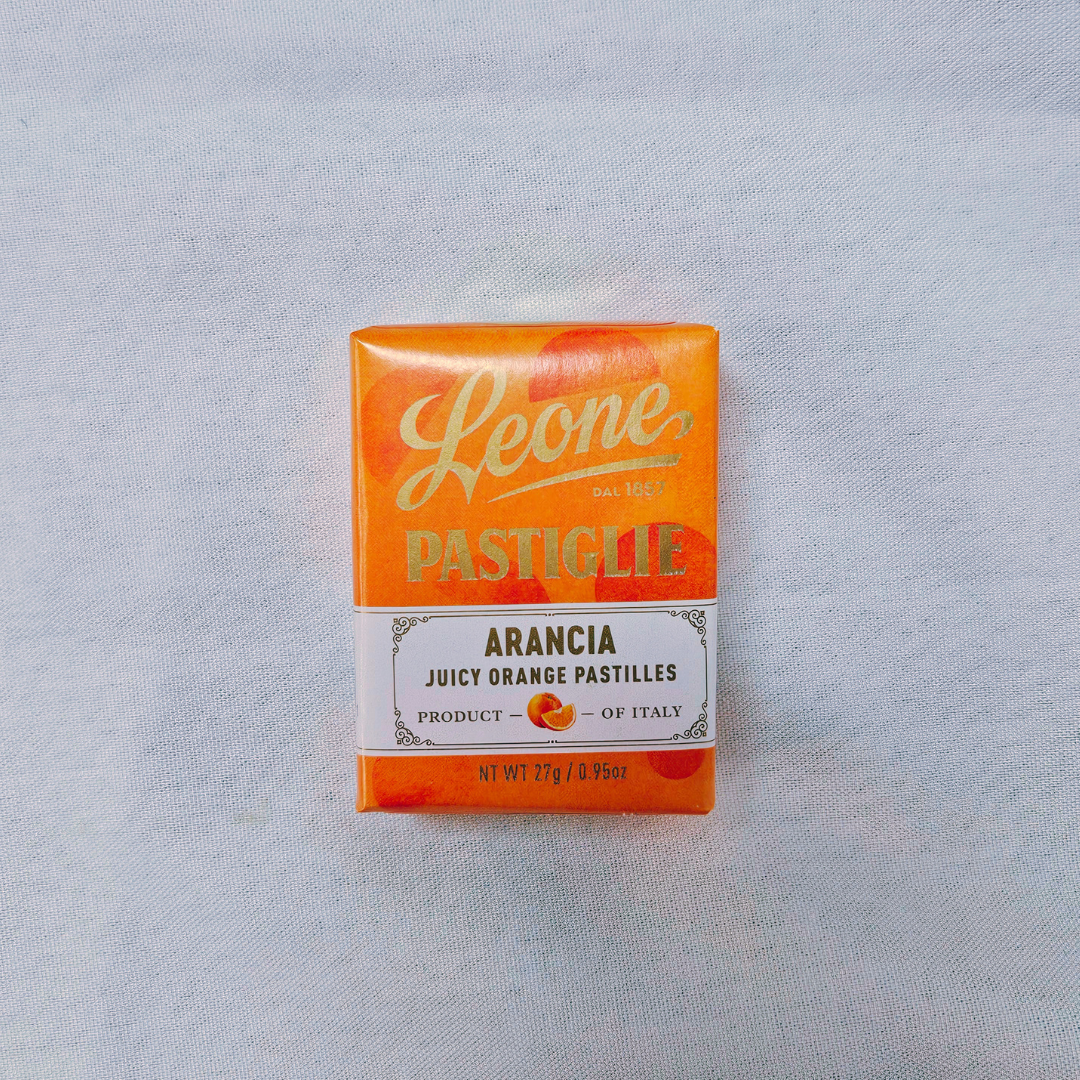 Leone
DAL 1857
PASTIGLIE
ARANCIA
JUICY ORANGE PASTILLES
PRODUCT — — OF ITALY
NT WT 27g / 0.95oz